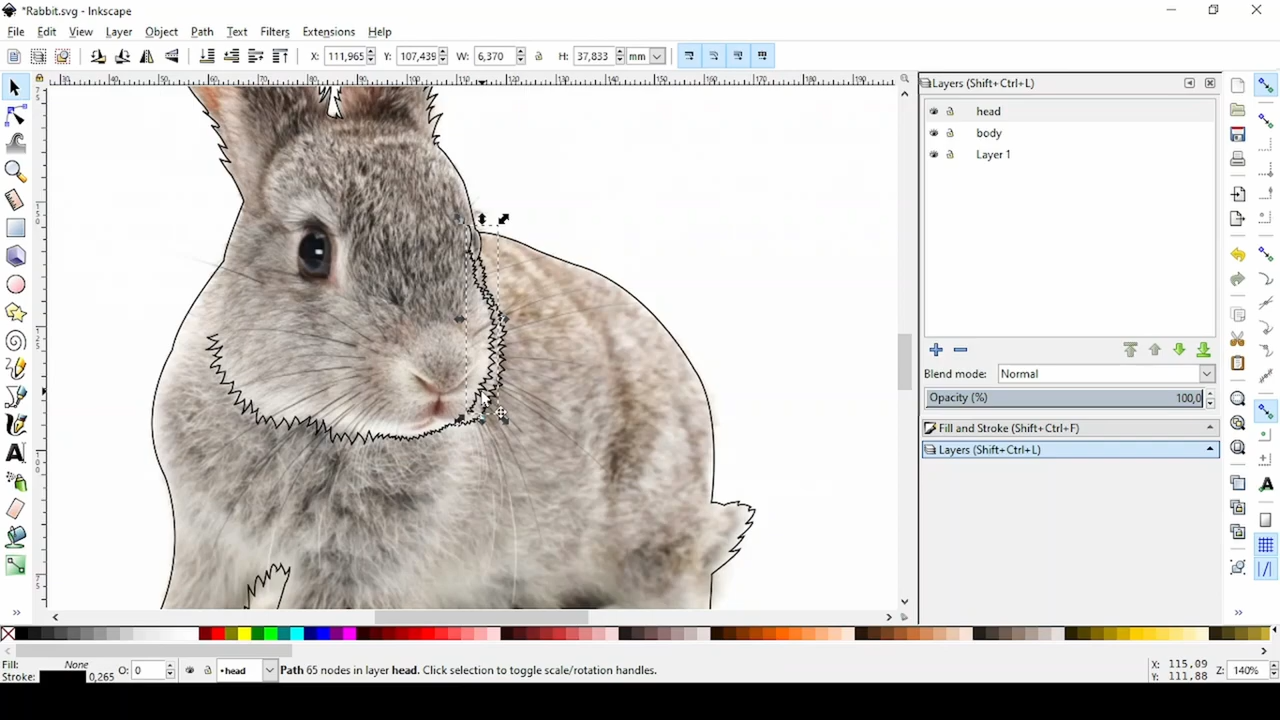 *Rabbit.svg - Inkscape
File Edit View Layer Object Path Text Filters Extensions Help
X: 111,965 Y: 107,439 W: 6,370 H: 37,833 mm
Layers (Shift+Ctrl+L)
head
body
Layer 1
Blend mode: Normal
Opacity (%) 100,0
Fill and Stroke (Shift+Ctrl+F)
Layers (Shift+Ctrl+L)
Fill: None
Stroke: 0,265
O: 0
•head
Path 65 nodes in layer head. Click selection to toggle scale/rotation handles.
X: 115,09
Y: 111,88
Z: 140%